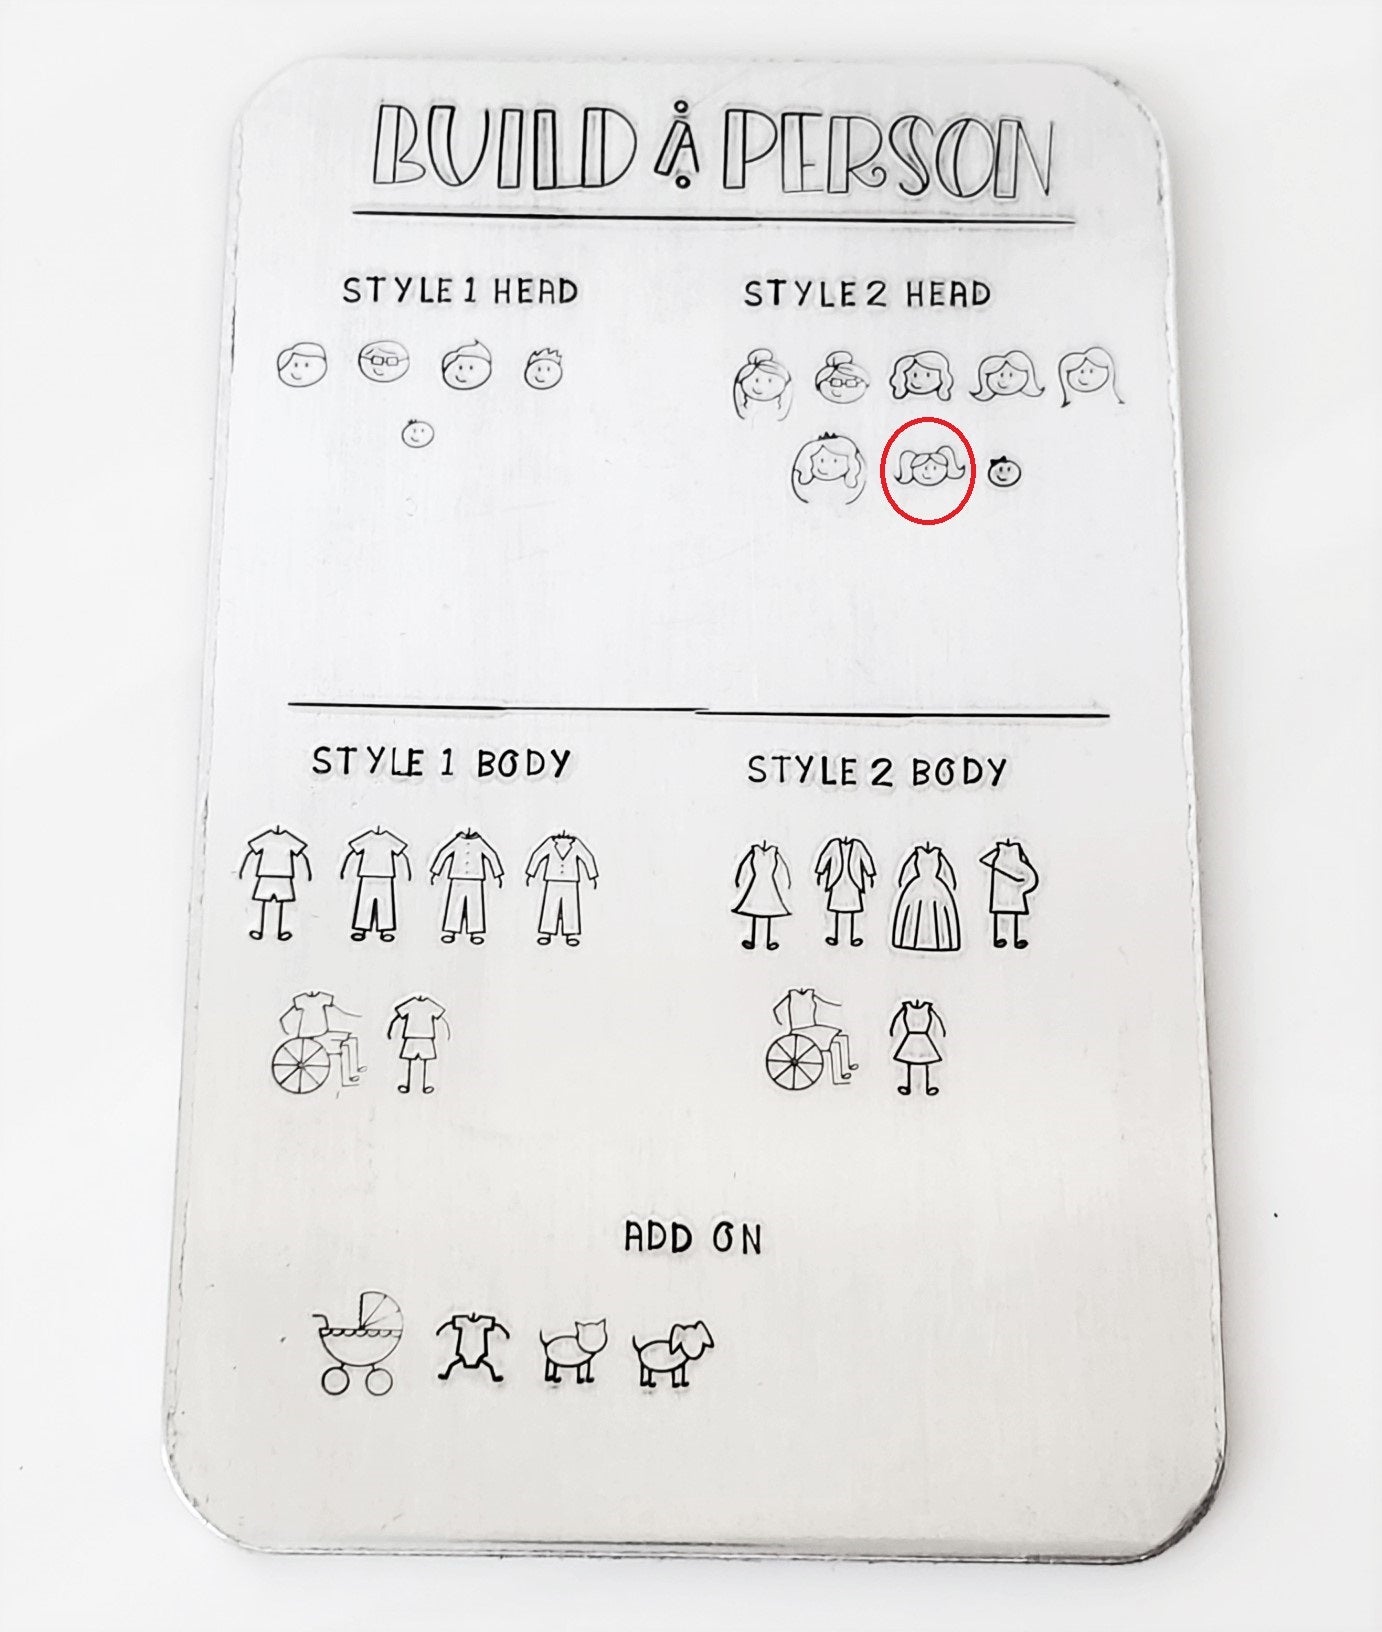 BUILD A PERSON
STYLE 1 HEAD
STYLE 2 HEAD
STYLE 1 BODY
STYLE 2 BODY
ADD ON